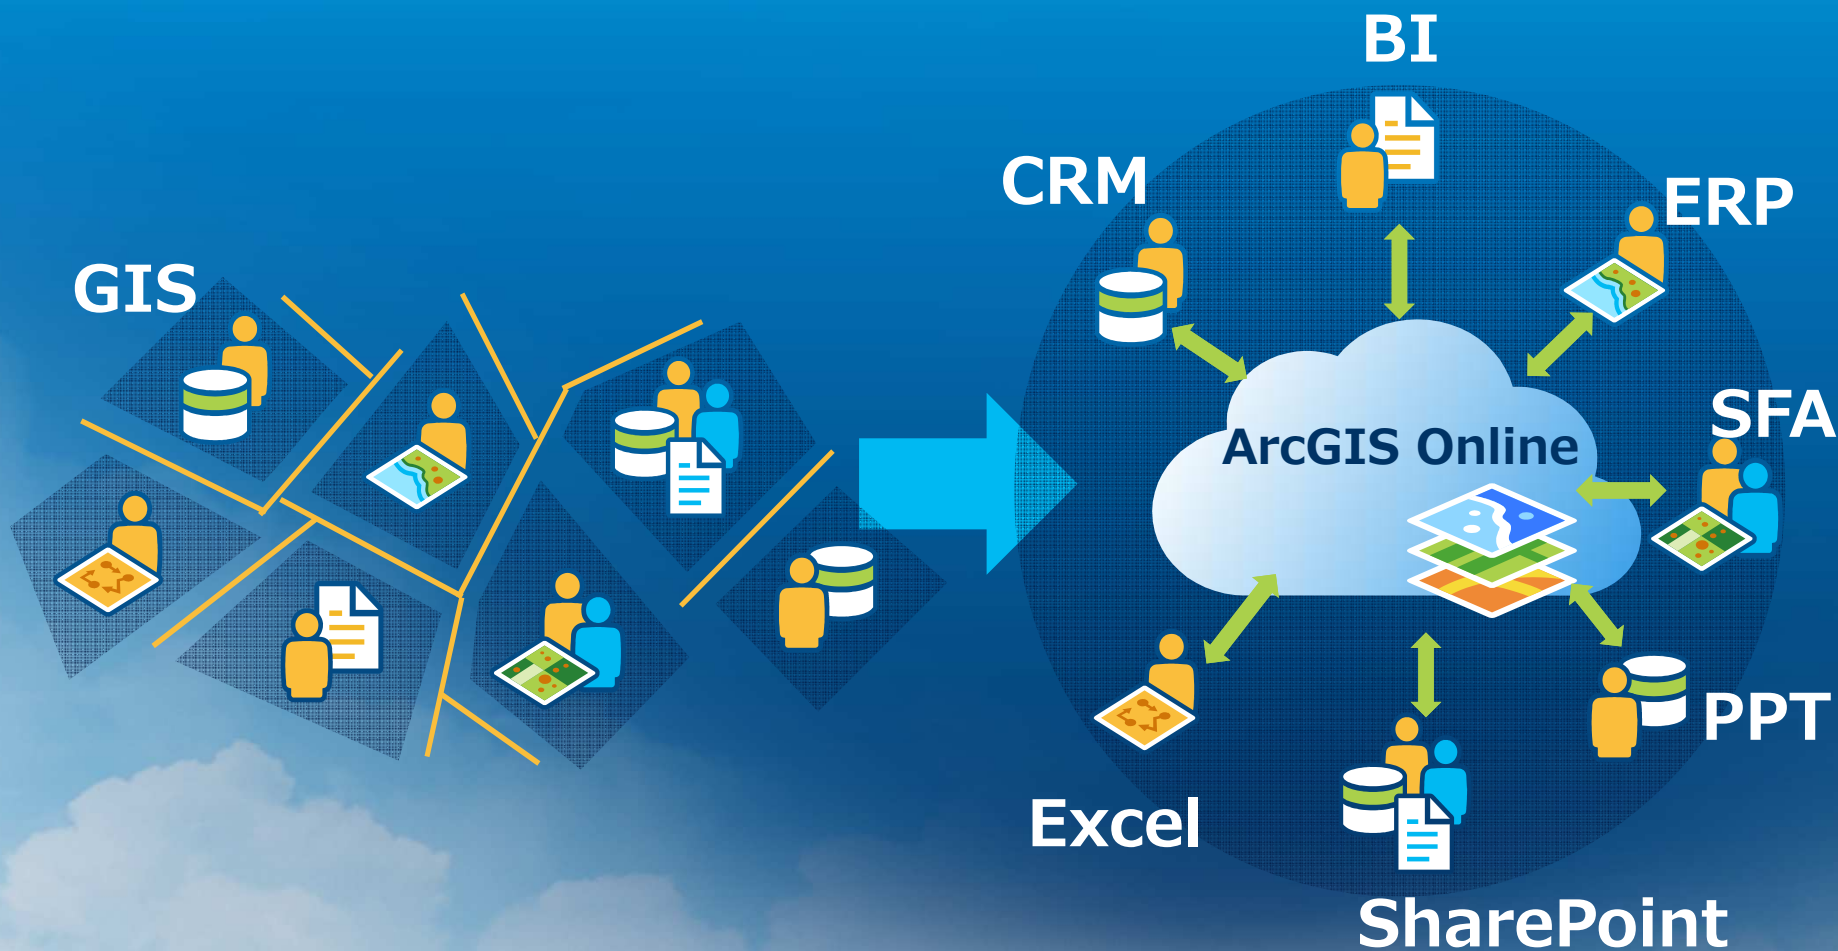 GIS
BI
CRM
ERP
SFA
ArcGIS Online
PPT
Excel
SharePoint